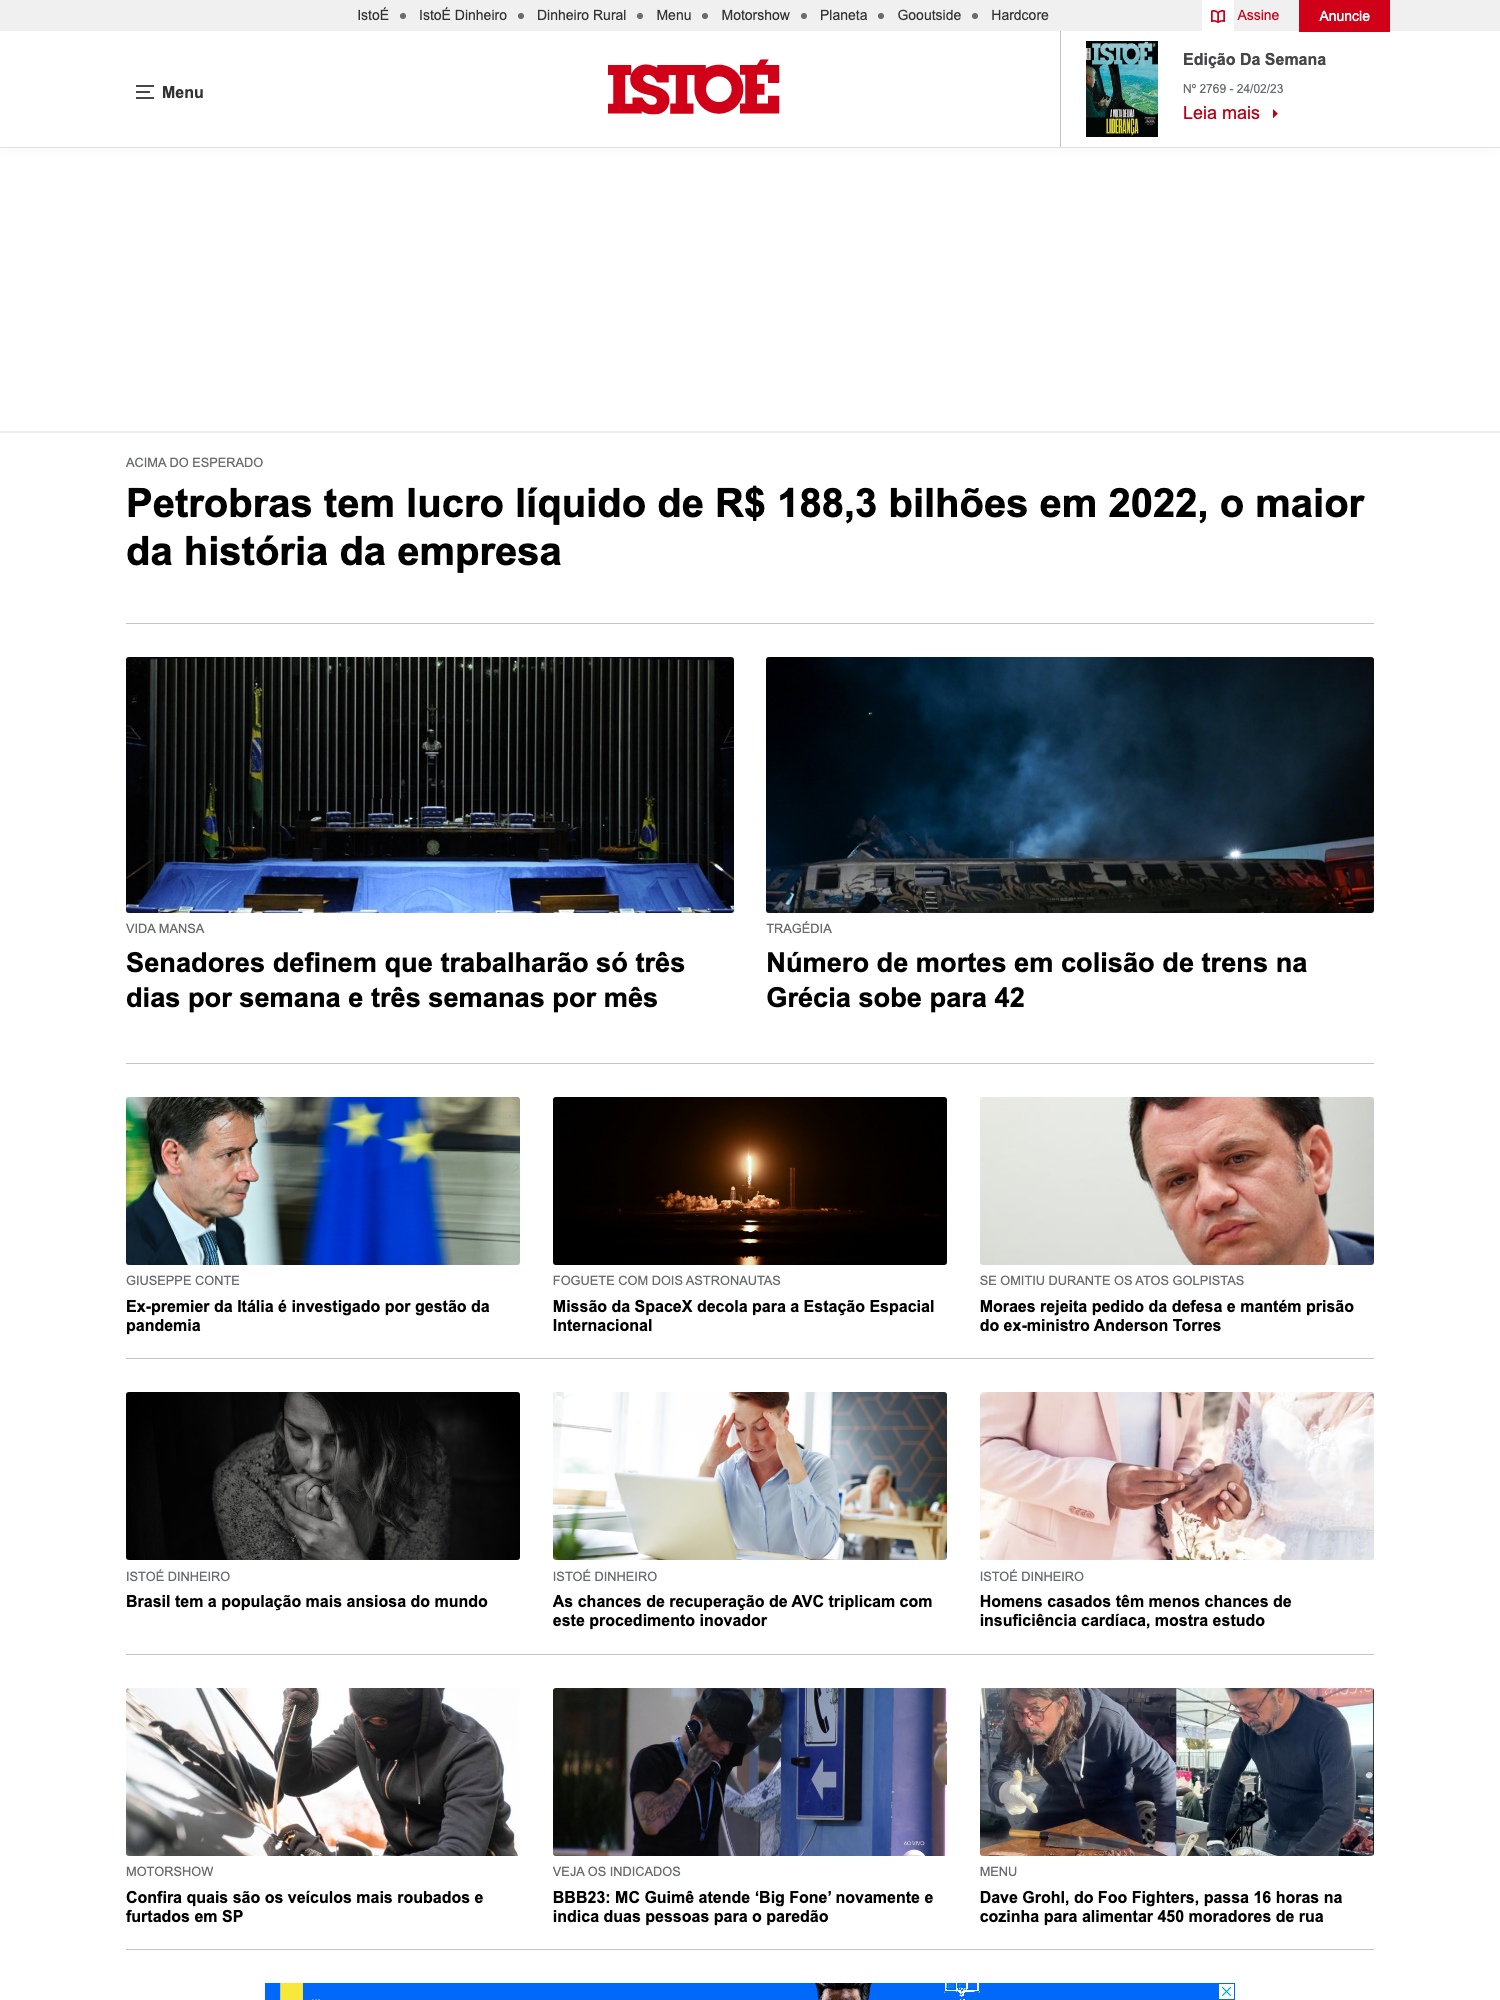 IstoÉ
IstoÉ Dinheiro
Dinheiro Rural
Menu
Motorshow
Planeta
Gooutside
Hardcore
Assine
Anuncie
Menu
ISTOÉ
ISTOÉ
A VOLTA DE UMA
LIDERANÇA
Edição Da Semana
Nº 2769 - 24/02/23
Leia mais
ACIMA DO ESPERADO
Petrobras tem lucro líquido de R$ 188,3 bilhões em 2022, o maior
da história da empresa
VIDA MANSA
Senadores definem que trabalharão só três
dias por semana e três semanas por mês
TRAGÉDIA
Número de mortes em colisão de trens na
Grécia sobe para 42
GIUSEPPE CONTE
Ex-premier da Itália é investigado por gestão da
pandemia
FOGUETE COM DOIS ASTRONAUTAS
Missão da SpaceX decola para a Estação Espacial
Internacional
SE OMITIU DURANTE OS ATOS GOLPISTAS
Moraes rejeita pedido da defesa e mantém prisão
do ex-ministro Anderson Torres
ISTOÉ DINHEIRO
Brasil tem a população mais ansiosa do mundo
ISTOÉ DINHEIRO
As chances de recuperação de AVC triplicam com
este procedimento inovador
ISTOÉ DINHEIRO
Homens casados têm menos chances de
insuficiência cardíaca, mostra estudo
MOTORSHOW
Confira quais são os veículos mais roubados e
furtados em SP
AO VIVO
VEJA OS INDICADOS
BBB23: MC Guimê atende ‘Big Fone’ novamente e
indica duas pessoas para o paredão
MENU
Dave Grohl, do Foo Fighters, passa 16 horas na
cozinha para alimentar 450 moradores de rua